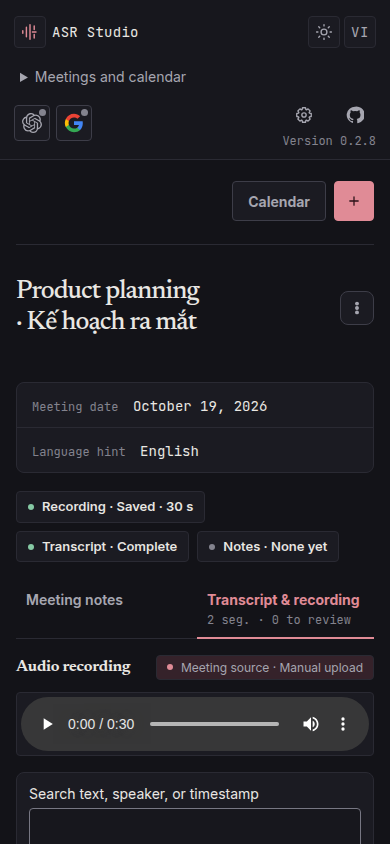 ASR Studio
VI
Meetings and calendar
Version 0.2.8
Calendar
+
Product planning
· Kế hoạch ra mắt
Meeting date October 19, 2026
Language hint English
Recording · Saved · 30 s
Transcript · Complete
Notes · None yet
Meeting notes
Transcript & recording
2 seg. · 0 to review
Audio recording
Meeting source · Manual upload
0:00 / 0:30
Search text, speaker, or timestamp